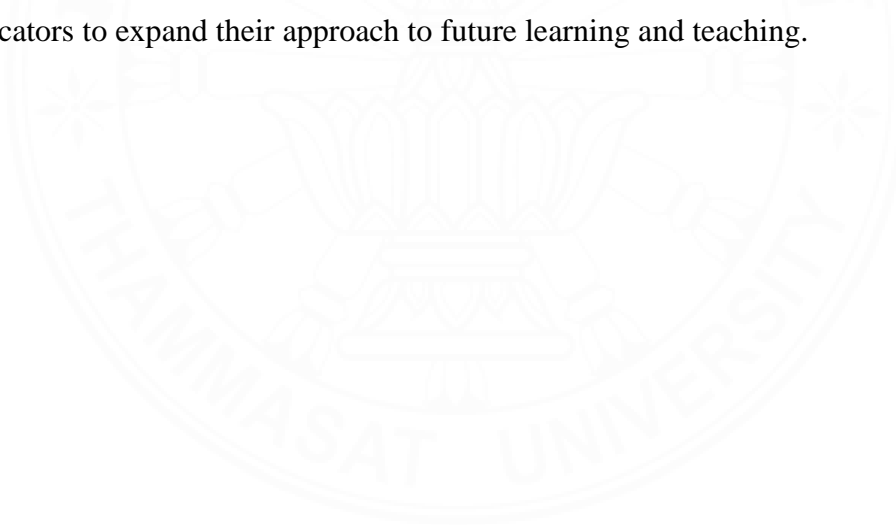 cators to expand their approach to future learning and teaching.
THAMMASAT UNIVERSITY